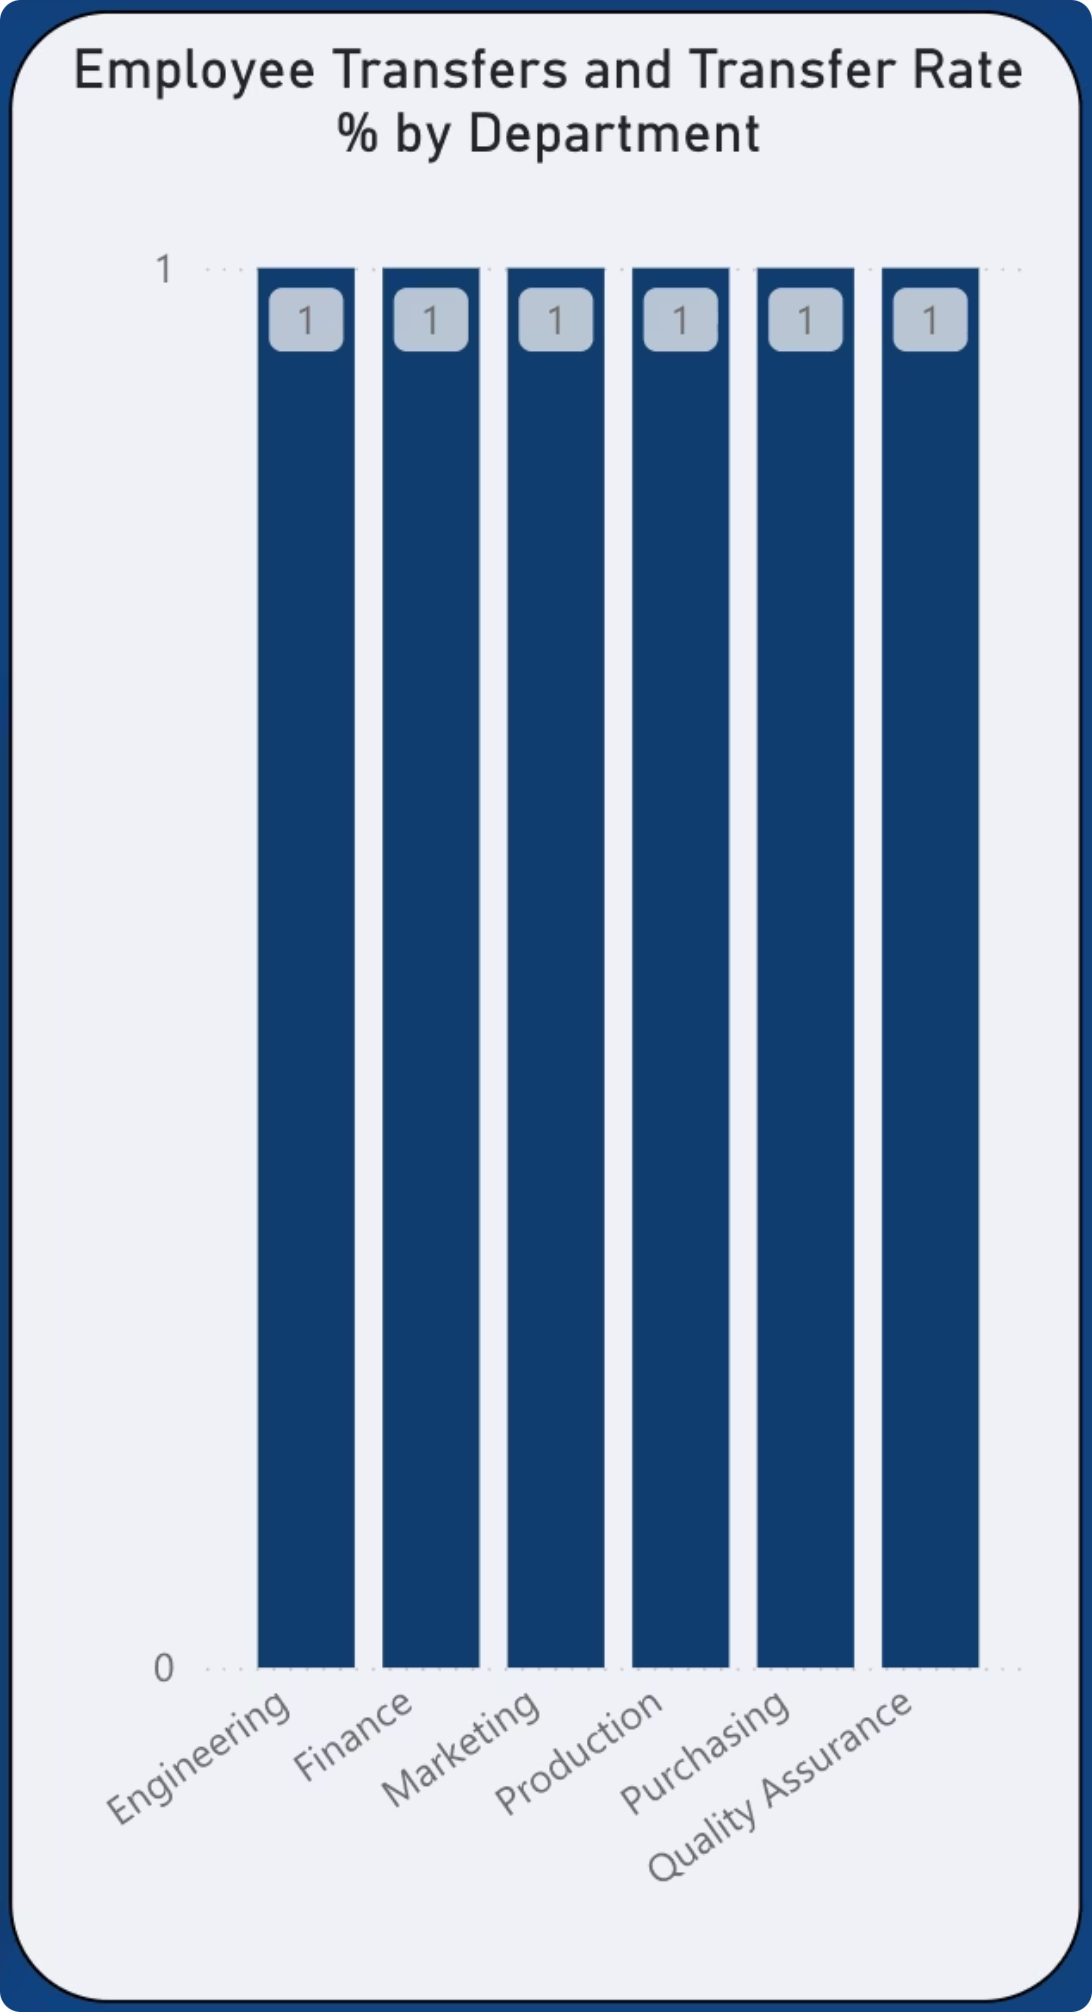 Employee Transfers and Transfer Rate
% by Department
1
1 1 1 1 1 1
0
Engineering
Finance
Marketing
Production
Purchasing
Quality Assurance